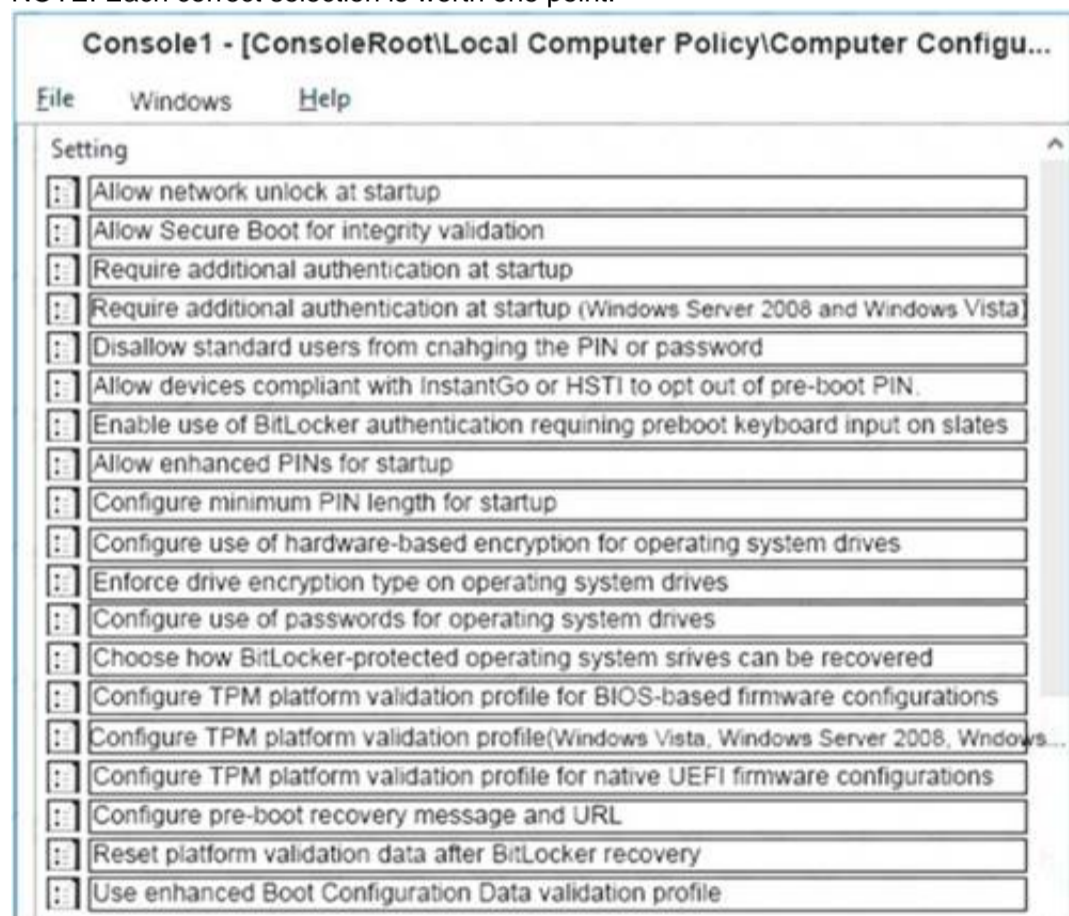 NOTE: Each correct selection is worth one point.
Console1 - [ConsoleRoot\Local Computer Policy\Computer Configu...
File Windows Help
Setting
Allow network unlock at startup
Allow Secure Boot for integrity validation
Require additional authentication at startup
Require additional authentication at startup (Windows Server 2008 and Windows Vista)
Disallow standard users from cnahging the PIN or password
Allow devices compliant with InstantGo or HSTI to opt out of pre-boot PIN.
Enable use of BitLocker authentication requining preboot keyboard input on slates
Allow enhanced PINs for startup
Configure minimum PIN length for startup
Configure use of hardware-based encryption for operating system drives
Enforce drive encryption type on operating system drives
Configure use of passwords for operating system drives
Choose how BitLocker-protected operating system srives can be recovered
Configure TPM platform validation profile for BIOS-based firmware configurations
Configure TPM platform validation profile(Windows Vista, Windows Server 2008, Wndows...
Configure TPM platform validation profile for native UEFI firmware configurations
Configure pre-boot recovery message and URL
Reset platform validation data after BitLocker recovery
Use enhanced Boot Configuration Data validation profile